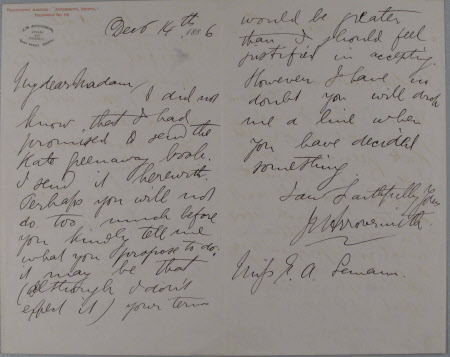 Decr 14th 1886
My dear Madam,
I did not
know that I had
promised to send the
Kate Greenaway book.
I send it herewith.
Perhaps you will not
do too much before
you kindly tell me
what you propose to do.
it may be that
(although I don't
expect it) your terms
would be greater
than I should feel
justified in accepting.
However I have no
doubt you will drop
me a line when
you have decided
something
I am faithfully Yours
J W Arrowsmith
Miss E. A. Lemann.